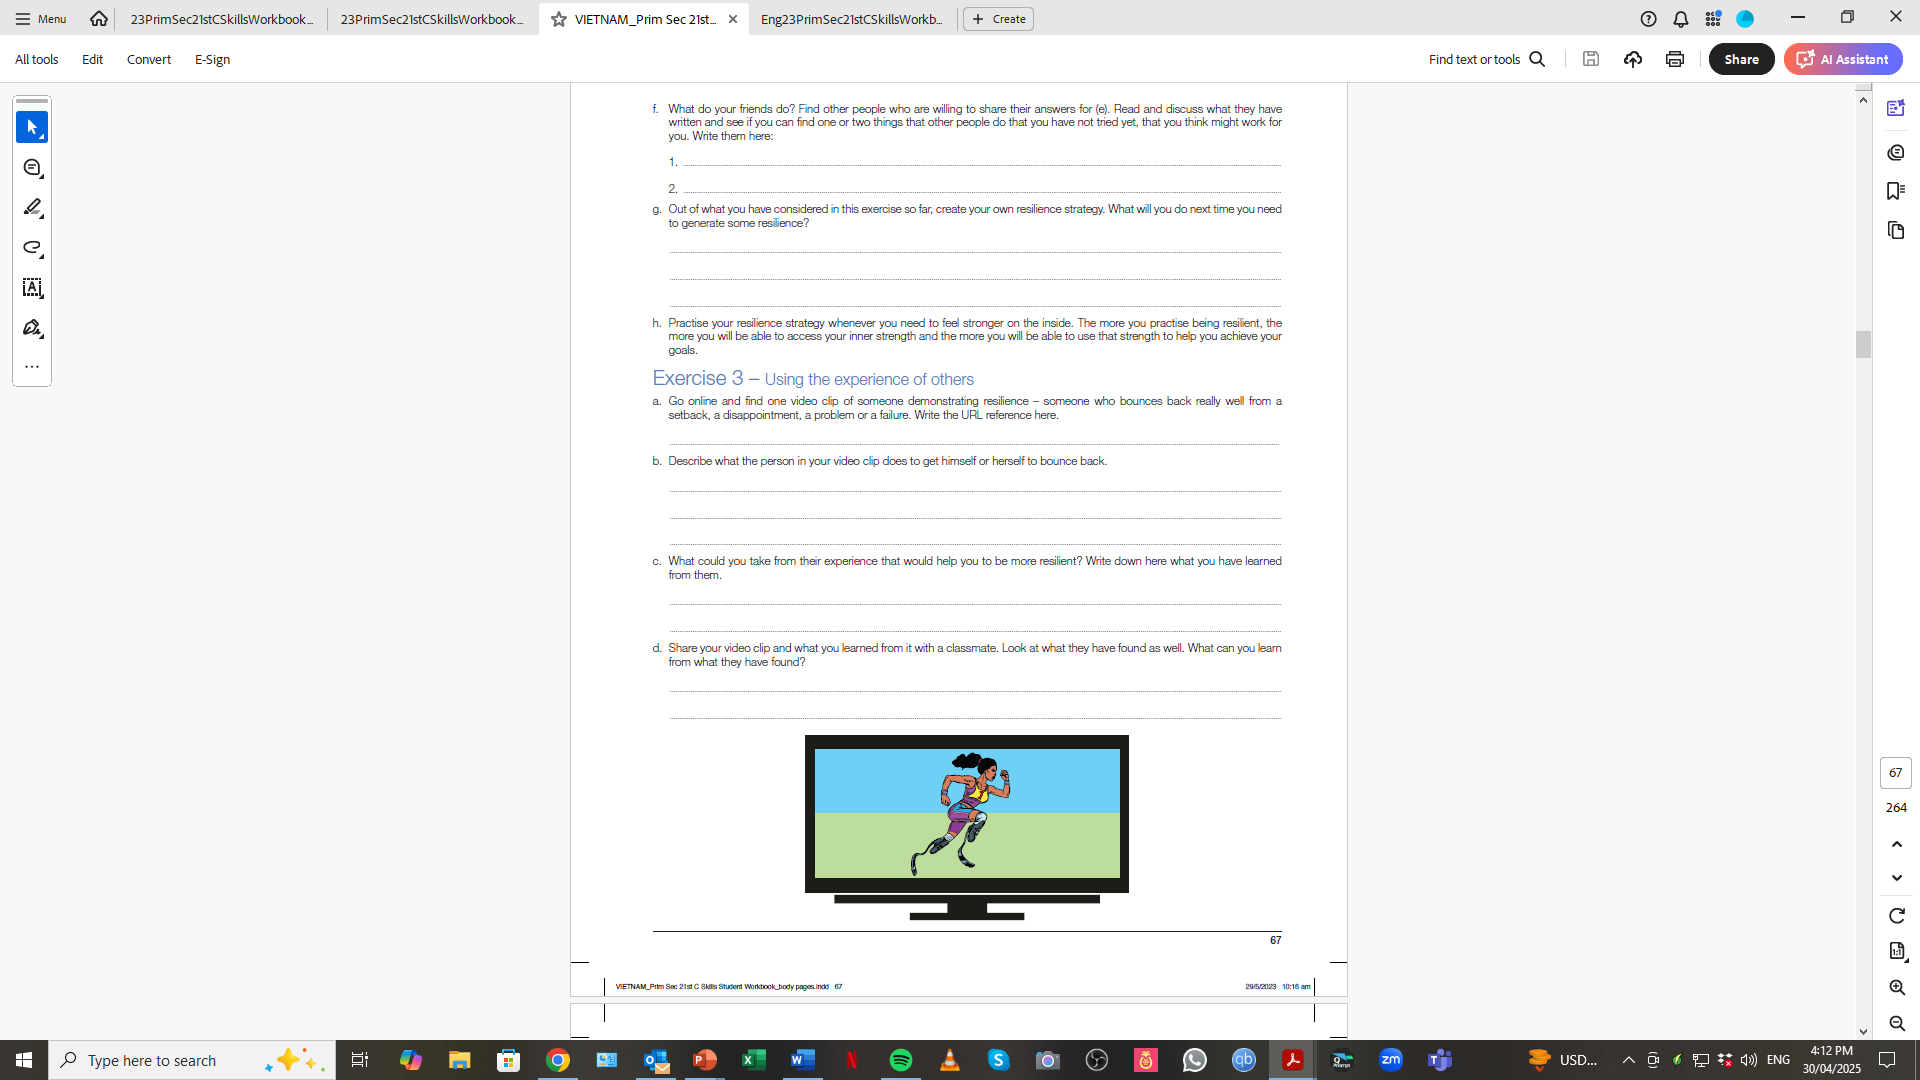 Menu
23PrimSec21stCSkillsWorkbook...
23PrimSec21stCSkillsWorkbook...
VIETNAM_Prim Sec 21st...
Eng23PrimSec21stCSkillsWorkb...
Create
All tools
Edit
Convert
E-Sign
Find text or tools
Share
AI Assistant
f. What do your friends do? Find other people who are willing to share their answers for (e). Read and discuss what they have
written and see if you can find one or two things that other people do that you have not tried yet, that you think might work for
you. Write them here:
1.
2.
g. Out of what you have considered in this exercise so far, create your own resilience strategy. What will you do next time you need
to generate some resilience?
h. Practise your resilience strategy whenever you need to feel stronger on the inside. The more you practise being resilient, the
more you will be able to access your inner strength and the more you will be able to use that strength to help you achieve your
goals.
Exercise 3 – Using the experience of others
a. Go online and find one video clip of someone demonstrating resilience – someone who bounces back really well from a
setback, a disappointment, a problem or a failure. Write the URL reference here.
b. Describe what the person in your video clip does to get himself or herself to bounce back.
c. What could you take from their experience that would help you to be more resilient? Write down here what you have learned
from them.
d. Share your video clip and what you learned from it with a classmate. Look at what they have found as well. What can you learn
from what they have found?
67
VIETNAM_Prim Sec 21st C Skills Student Workbook_body pages.indd 67
29/5/2023 10:16 am
67
264
Type here to search
USD...
ENG
4:12 PM
30/04/2025